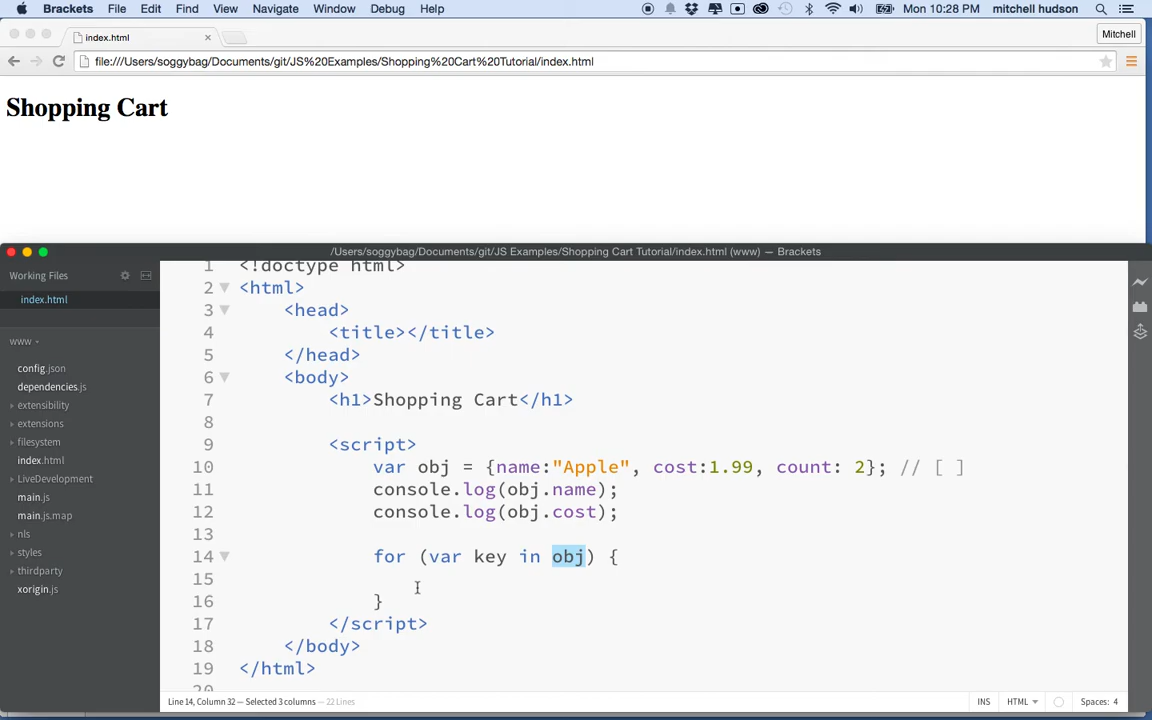 Brackets File Edit Find View Navigate Window Debug Help Mon 10:28 PM mitchell hudson
index.html × Mitchell
file:///Users/soggybag/Documents/git/JS%20Examples/Shopping%20Cart%20Tutorial/index.html
Shopping Cart
/Users/soggybag/Documents/git/JS Examples/Shopping Cart Tutorial/index.html (www) — Brackets
Working Files
index.html
www
config.json
dependencies.js
extensibility
extensions
filesystem
index.html
LiveDevelopment
main.js
main.js.map
nls
styles
thirdparty
xorigin.js
1 <!doctype html>
2 <html>
3 <head>
4 <title></title>
5 </head>
6 <body>
7 <h1>Shopping Cart</h1>
8
9 <script>
10 var obj = {name:"Apple", cost:1.99, count: 2}; // [ ]
11 console.log(obj.name);
12 console.log(obj.cost);
13
14 for (var key in obj) {
15
16 }
17 </script>
18 </body>
19 </html>
20
Line 14, Column 32 — Selected 3 columns — 22 Lines INS HTML Spaces: 4